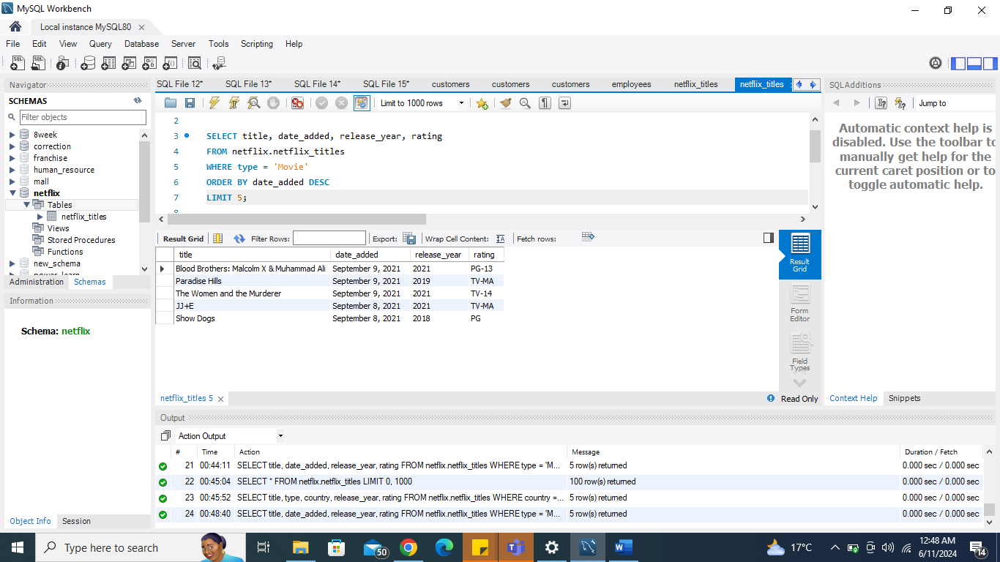 MySQL Workbench
Local instance MySQL80
File Edit View Query Database Server Tools Scripting Help
Navigator
SCHEMAS
Filter objects
8week
correction
franchise
human_resource
mall
netflix
Tables
netflix_titles
Views
Stored Procedures
Functions
new_schema
Administration Schemas
Information
Schema: netflix
Object Info Session
SQL File 12* SQL File 13* SQL File 14* SQL File 15* customers customers customers employees netflix_titles netflix_titles
Limit to 1000 rows
2
3 SELECT title, date_added, release_year, rating
4 FROM netflix.netflix_titles
5 WHERE type = 'Movie'
6 ORDER BY date_added DESC
7 LIMIT 5;
8
Result Grid Filter Rows: Export: Wrap Cell Content: Fetch rows:
title date_added release_year rating
Blood Brothers: Malcolm X & Muhammad Ali September 9, 2021 2021 PG-13
Paradise Hills September 9, 2021 2019 TV-MA
The Women and the Murderer September 9, 2021 2021 TV-14
JJ+E September 8, 2021 2021 TV-MA
Show Dogs September 8, 2021 2018 PG
Result
Grid
Form
Editor
Field
Types
netflix_titles 5
Read Only
SQLAdditions
Jump to
Automatic context help is
disabled. Use the toolbar to
manually get help for the
current caret position or to
toggle automatic help.
Context Help Snippets
Output
Action Output
# Time Action Message Duration / Fetch
21 00:44:11 SELECT title, date_added, release_year, rating FROM netflix.netflix_titles WHERE type = 'M... 5 row(s) returned 0.000 sec / 0.000 sec
22 00:45:04 SELECT * FROM netflix.netflix_titles LIMIT 0, 1000 100 row(s) returned 0.000 sec / 0.000 sec
23 00:45:52 SELECT title, type, country, release_year, rating FROM netflix.netflix_titles WHERE country =... 5 row(s) returned 0.000 sec / 0.000 sec
24 00:48:40 SELECT title, date_added, release_year, rating FROM netflix.netflix_titles WHERE type = 'M... 5 row(s) returned 0.000 sec / 0.000 sec
Type here to search
50
17°C
12:48 AM
6/11/2024
14